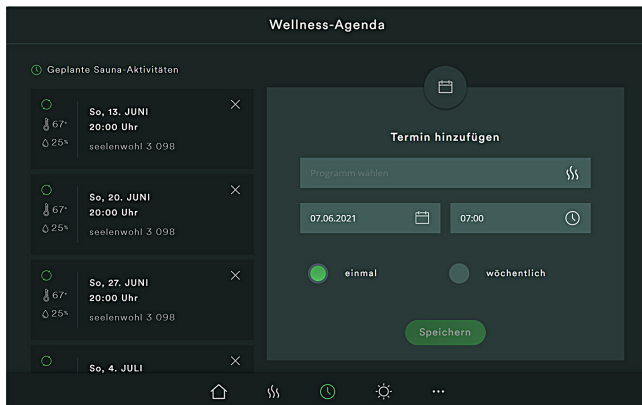 Wellness-Agenda
Geplante Sauna-Aktivitäten
So, 13. JUNI
67°
20:00 Uhr
25%
seelenwohl 3 098
So, 20. JUNI
67°
20:00 Uhr
25%
seelenwohl 3 098
So, 27. JUNI
67°
20:00 Uhr
25%
seelenwohl 3 098
So, 4. JULI
Termin hinzufügen
Programm wählen
07.06.2021
07:00
einmal
wöchentlich
Speichern